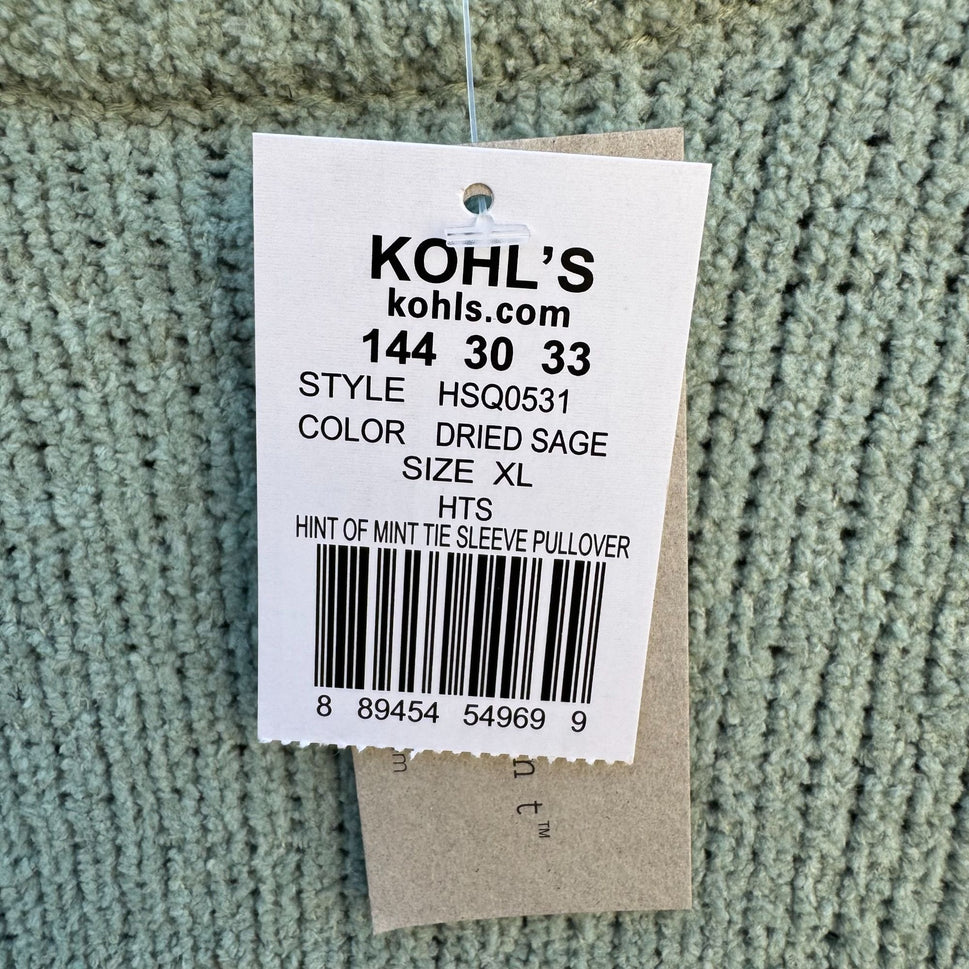 KOHL'S
kohls.com
144 30 33
STYLE HSQ0531
COLOR DRIED SAGE
SIZE XL
HTS
HINT OF MINT TIE SLEEVE PULLOVER
8 89454 54969 9
m
nt™